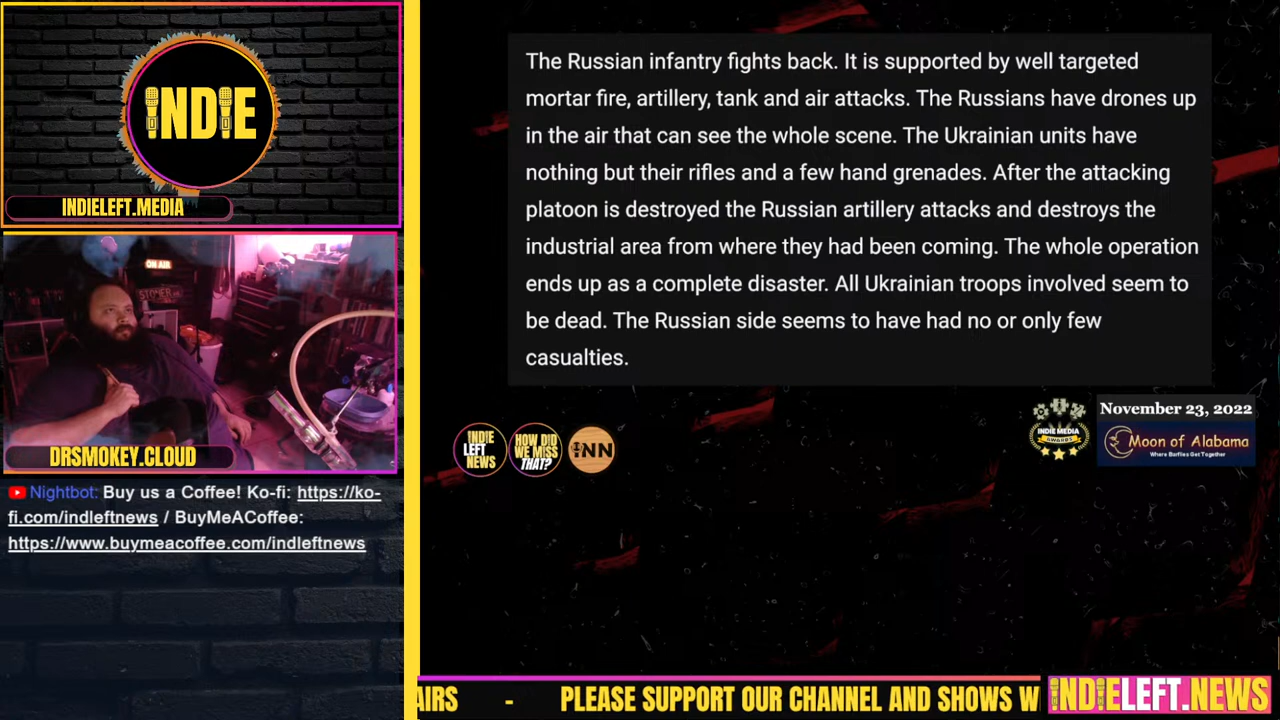 INDIE
INDIELEFT.MEDIA
ON AIR
DRSMOKEY.CLOUD
Nightbot: Buy us a Coffee! Ko-fi: https://ko-
fi.com/indleftnews / BuyMeACoffee:
https://www.buymeacoffee.com/indleftnews
The Russian infantry fights back. It is supported by well targeted
mortar fire, artillery, tank and air attacks. The Russians have drones up
in the air that can see the whole scene. The Ukrainian units have
nothing but their rifles and a few hand grenades. After the attacking
platoon is destroyed the Russian artillery attacks and destroys the
industrial area from where they had been coming. The whole operation
ends up as a complete disaster. All Ukrainian troops involved seem to
be dead. The Russian side seems to have had no or only few
casualties.
INDIE
LEFT
NEWS
HOW DID
WE MISS
THAT?
INN
INDIE MEDIA
AWARDS
November 23, 2022
Moon of Alabama
Where Barflies Get Together
AIRS - PLEASE SUPPORT OUR CHANNEL AND SHOWS W
INDIELEFT.NEWS